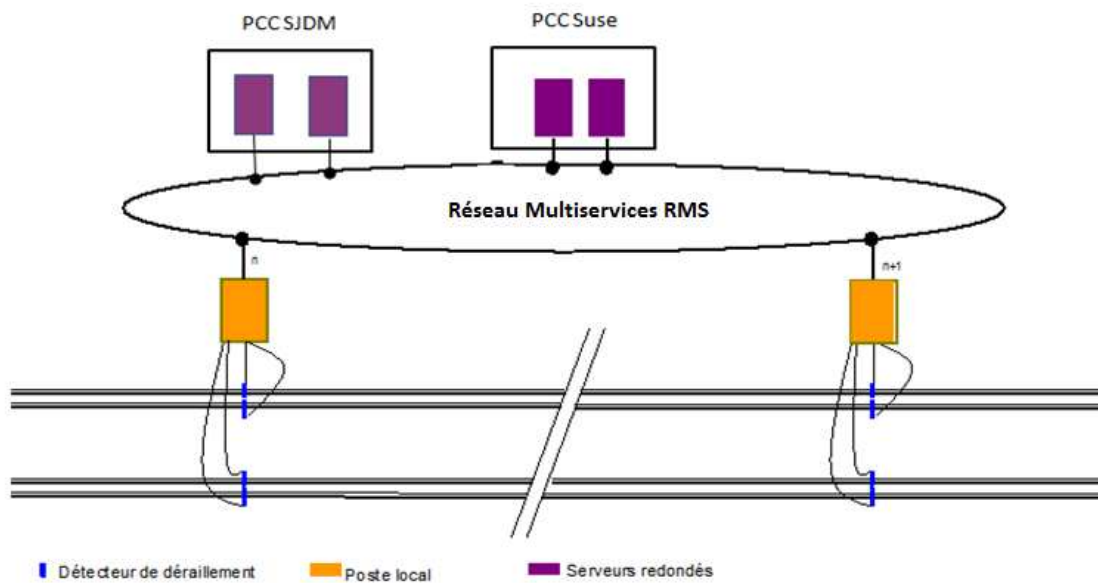 PCC SJDM
PCC Suse
Réseau Multiservices RMS
n
n+1
Détecteur de déraillement
Poste local
Serveurs redondés